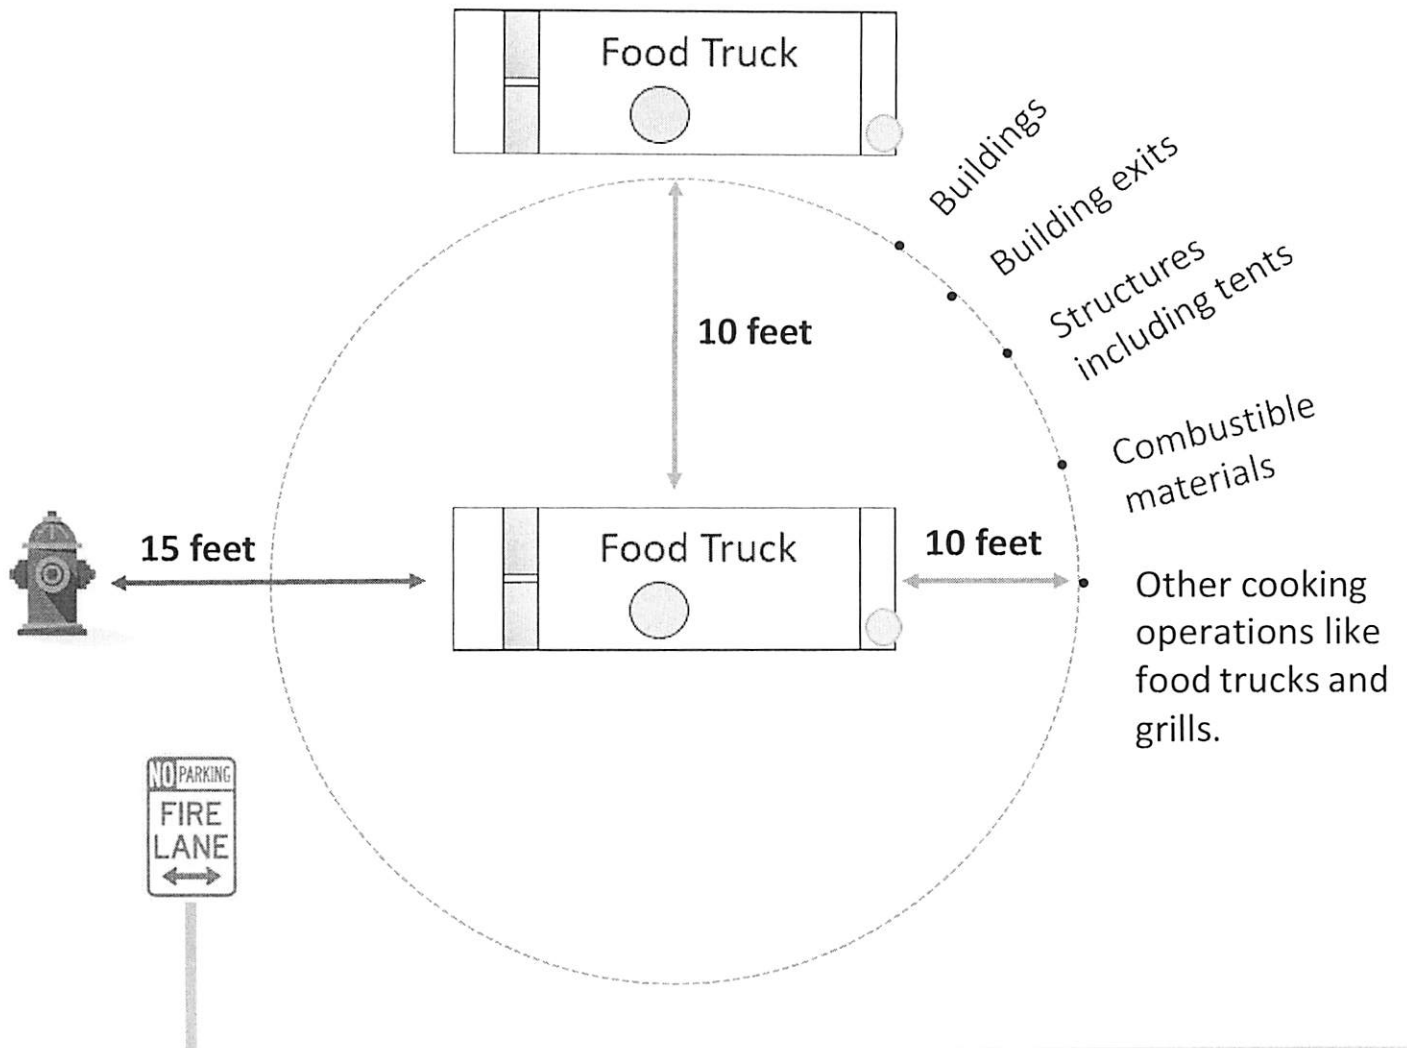 Food Truck
Buildings
Building exits
Structures
including tents
10 feet
Combustible
materials
15 feet
Food Truck
10 feet
Other cooking
operations like
food trucks and
grills.
NO PARKING
FIRE
LANE